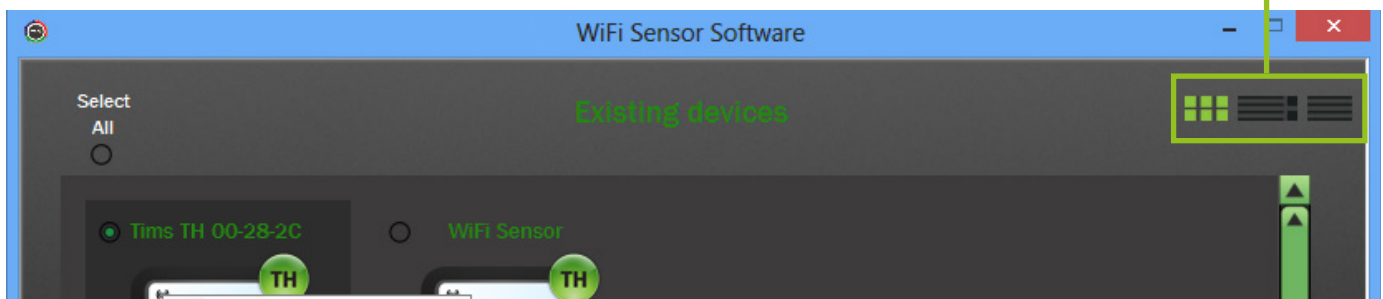 WiFi Sensor Software
Select
All
Existing devices
Tims TH 00-28-2C
WiFi Sensor
TH
TH